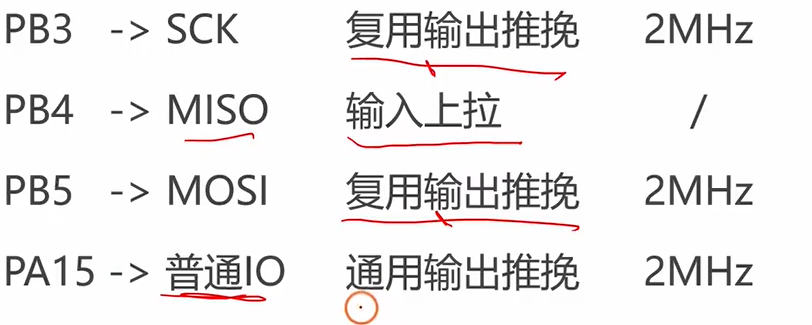 PB3 -> SCK 复用输出推挽 2MHz
PB4 -> MISO 输入上拉 /
PB5 -> MOSI 复用输出推挽 2MHz
PA15 -> 普通IO 通用输出推挽 2MHz